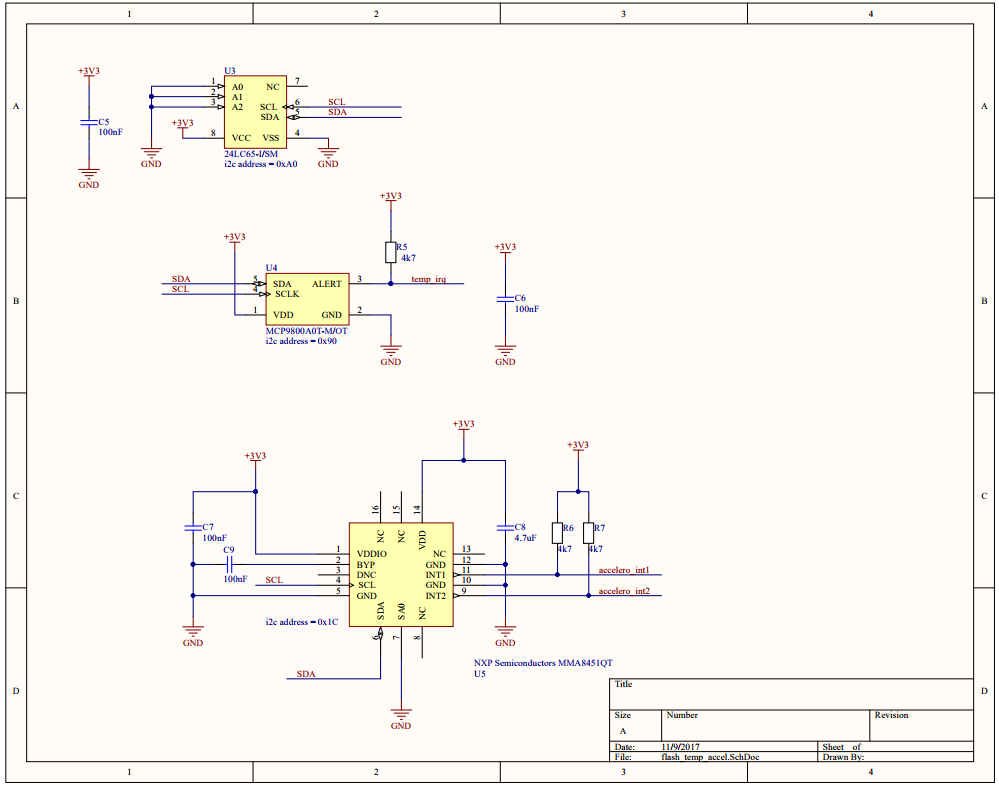 1 2 3 4
A A
+3V3
C5
100nF
GND
U3
1 A0 NC 7
2 A1
3 A2 SCL 6 SCL
SDA 5 SDA
+3V3
8 VCC VSS 4
24LC65-I/SM
i2c address = 0xA0
GND
GND
B B
+3V3
R5
4k7
+3V3
U4
SDA 5 SDA ALERT 3 temp_irq
SCL 4 SCLK
1 VDD GND 2
MCP9800A0T-M/OT
i2c address = 0x90
GND
+3V3
C6
100nF
GND
C C
+3V3
+3V3
+3V3
C7
100nF
C9
100nF
16 15 14
NC NC VDD
C8
4.7uF
R6 R7
4k7 4k7
1 VDDIO NC 13
2 BYP GND 12
3 DNC INT1 11 accelero_int1
SCL 4 SCL GND 10
5 GND INT2 9 accelero_int2
SDA SA0 NC
6 7 8
i2c address = 0x1C
GND
GND
NXP Semiconductors MMA8451QT
U5
SDA
GND
D D
Title
Size Number Revision
A
Date: 11/9/2017 Sheet of
File: flash_temp_accel.SchDoc Drawn By:
1 2 3 4